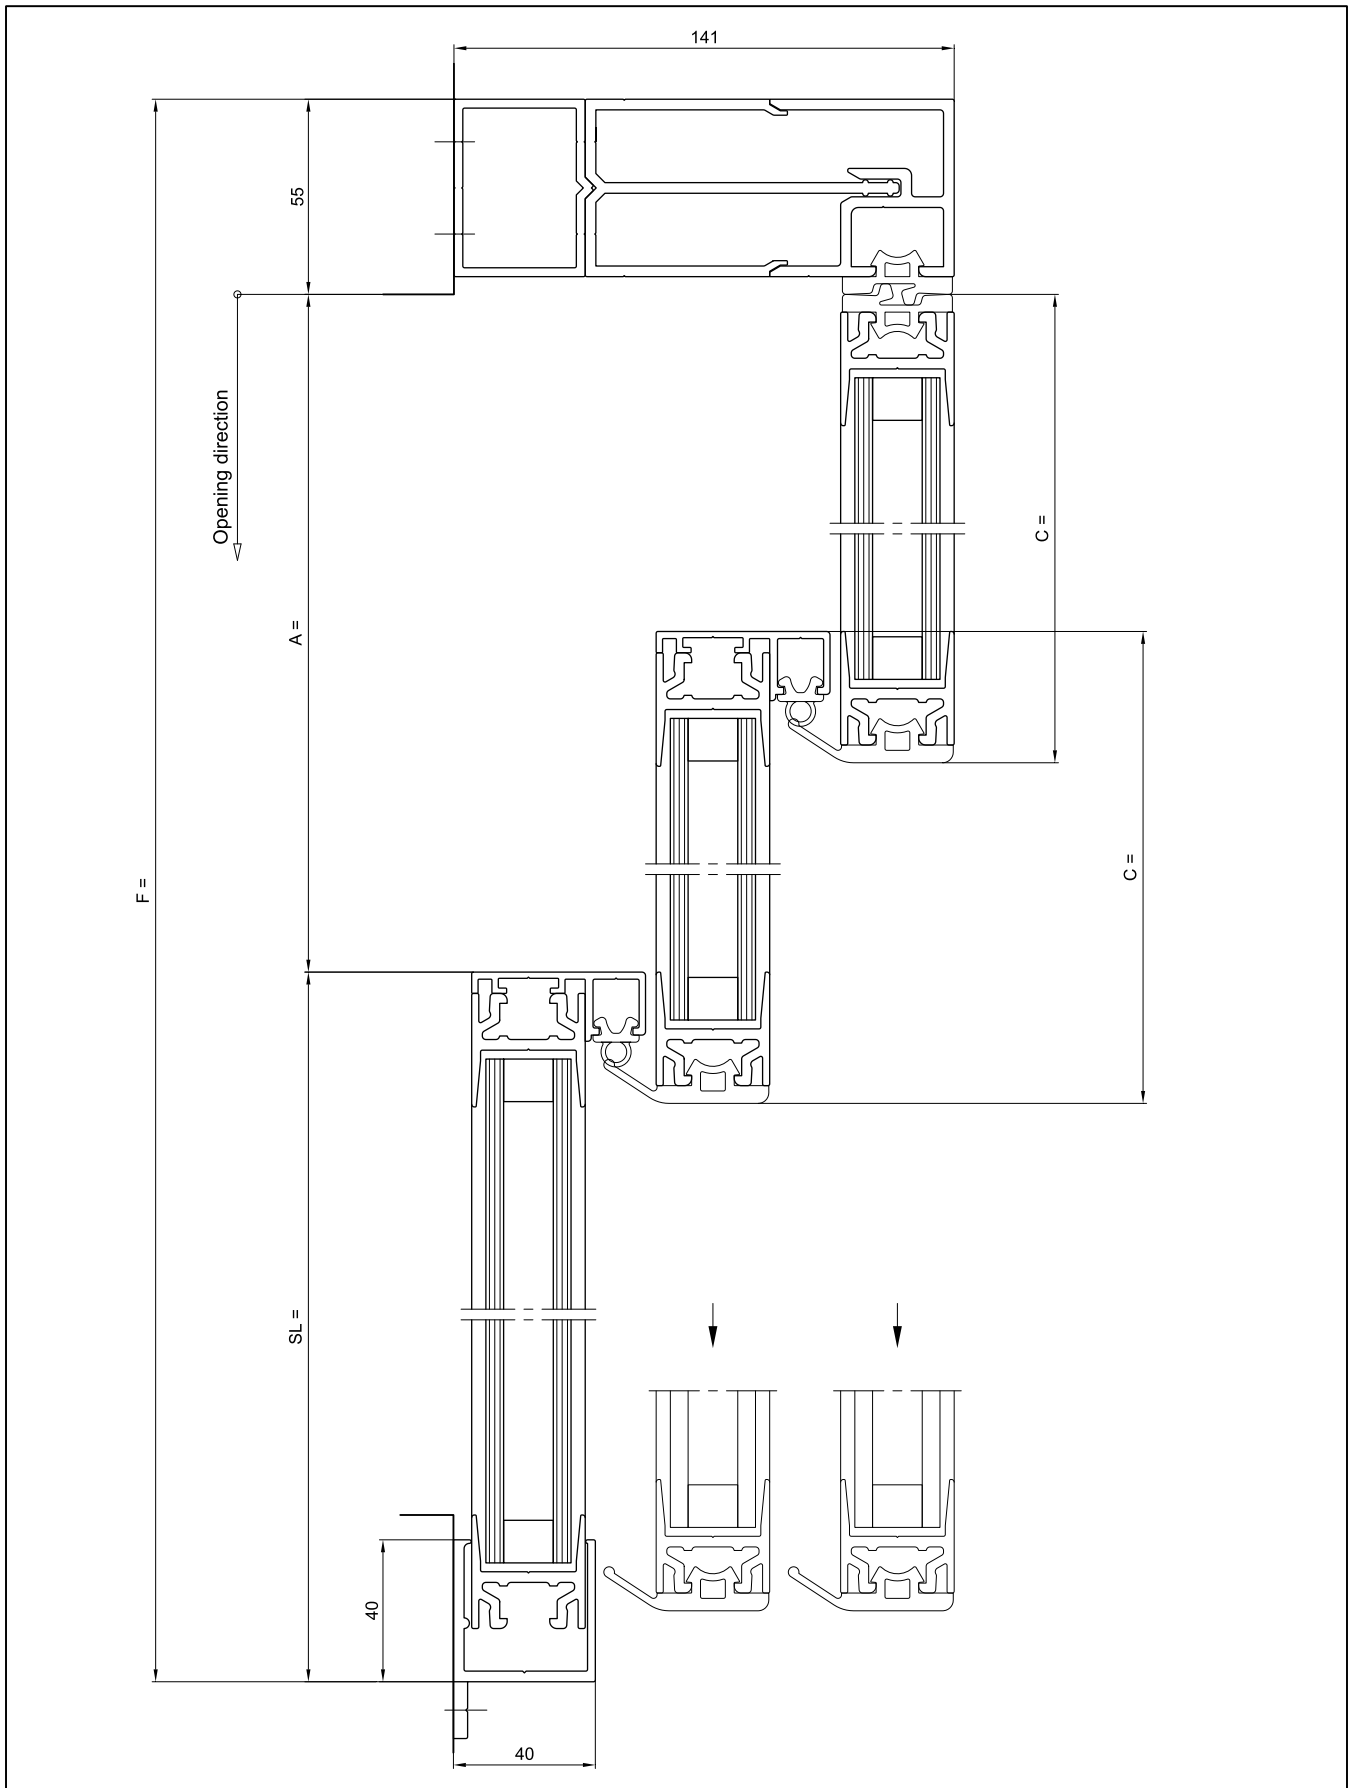 141
55
Opening direction
A =
C =
F =
C =
SL =
40
40